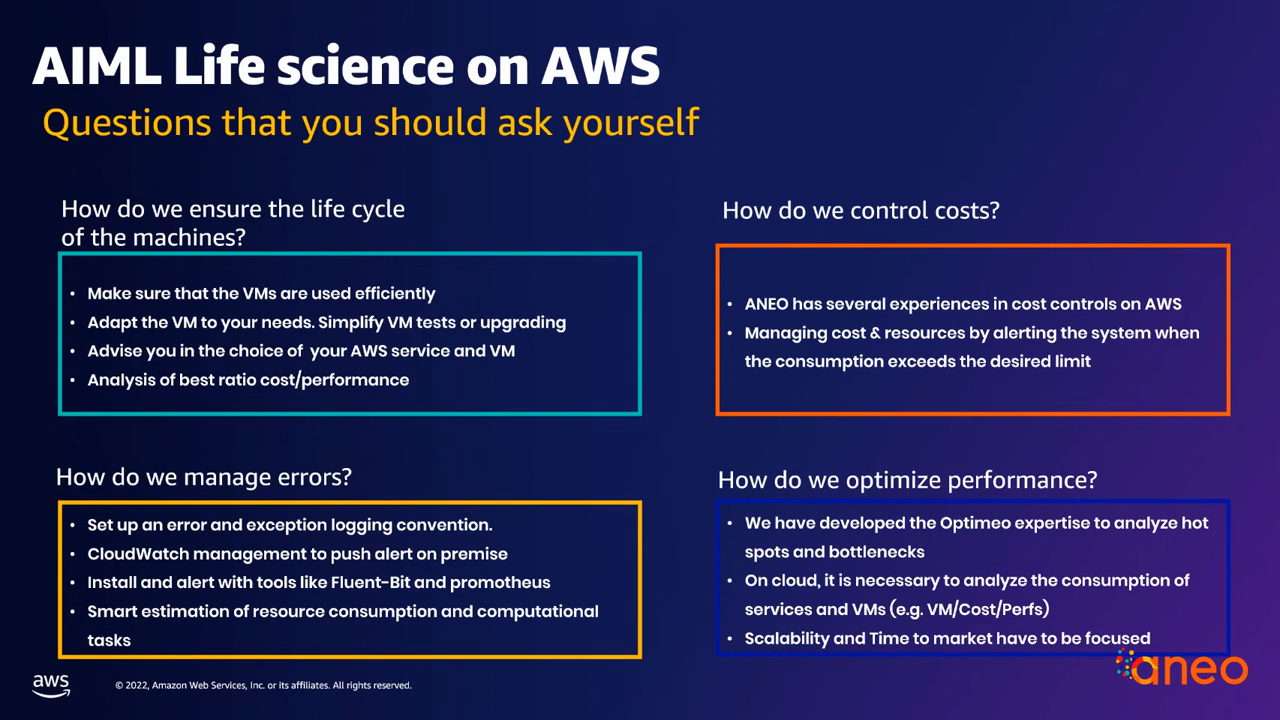 AIML Life science on AWS
Questions that you should ask yourself
How do we ensure the life cycle
of the machines?
• Make sure that the VMs are used efficiently
• Adapt the VM to your needs. Simplify VM tests or upgrading
• Advise you in the choice of your AWS service and VM
• Analysis of best ratio cost/performance
How do we control costs?
• ANEO has several experiences in cost controls on AWS
• Managing cost & resources by alerting the system when
the consumption exceeds the desired limit
How do we manage errors?
• Set up an error and exception logging convention.
• CloudWatch management to push alert on premise
• Install and alert with tools like Fluent-Bit and promotheus
• Smart estimation of resource consumption and computational
tasks
How do we optimize performance?
• We have developed the Optimeo expertise to analyze hot
spots and bottlenecks
• On cloud, it is necessary to analyze the consumption of
services and VMs (e.g. VM/Cost/Perfs)
• Scalability and Time to market have to be focused
aws
© 2022, Amazon Web Services, Inc. or its affiliates. All rights reserved.
aneo